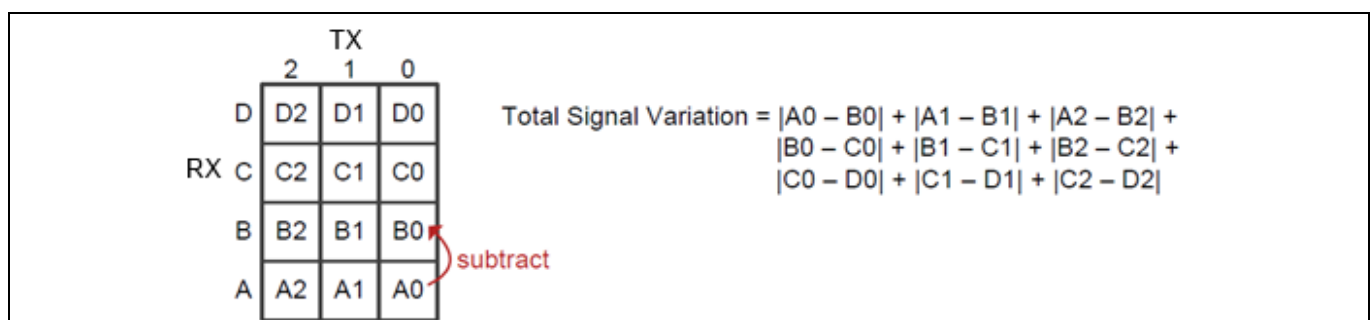 TX
2 1 0
D D2 D1 D0
RX C C2 C1 C0
B B2 B1 B0
A A2 A1 A0
subtract
Total Signal Variation = |A0 – B0| + |A1 – B1| + |A2 – B2| +
|B0 – C0| + |B1 – C1| + |B2 – C2| +
|C0 – D0| + |C1 – D1| + |C2 – D2|